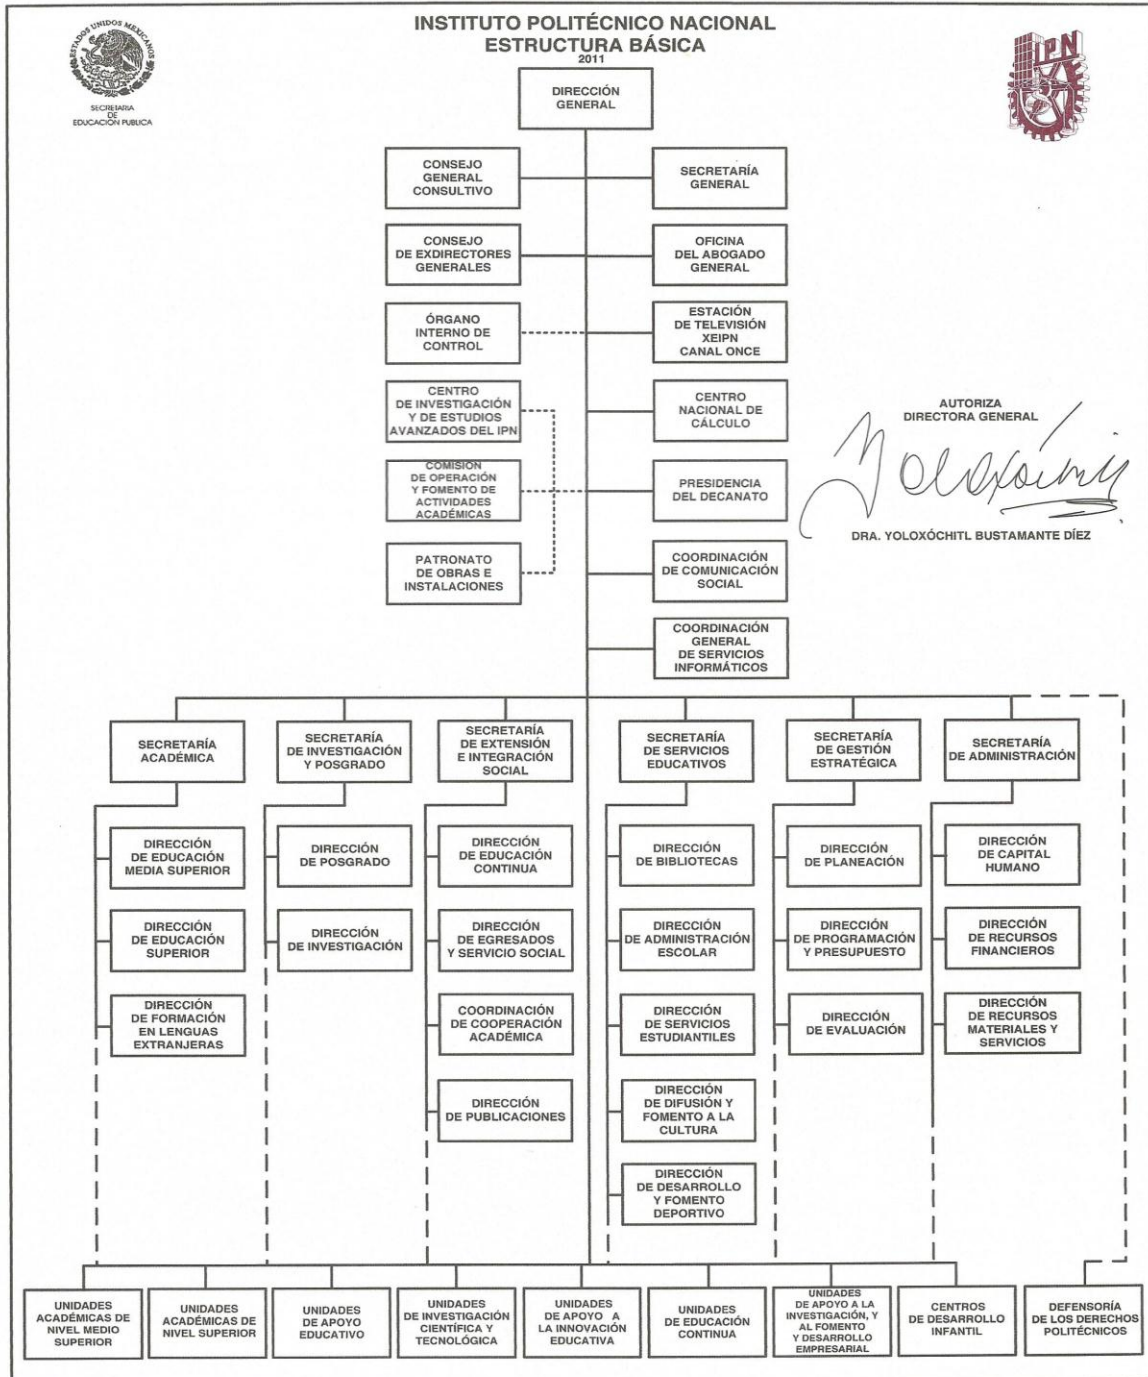 INSTITUTO POLITÉCNICO NACIONAL
ESTRUCTURA BÁSICA
2011
ESTADOS UNIDOS MEXICANOS
SECRETARIA
DE
EDUCACIÓN PUBLICA
IPN
DIRECCIÓN
GENERAL
CONSEJO
GENERAL
CONSULTIVO
SECRETARÍA
GENERAL
CONSEJO
DE EXDIRECTORES
GENERALES
OFICINA
DEL ABOGADO
GENERAL
ÓRGANO
INTERNO DE
CONTROL
ESTACIÓN
DE TELEVISIÓN
XEIPN
CANAL ONCE
CENTRO
DE INVESTIGACIÓN
Y DE ESTUDIOS
AVANZADOS DEL IPN
CENTRO
NACIONAL DE
CÁLCULO
COMISIÓN
DE OPERACIÓN
Y FOMENTO DE
ACTIVIDADES
ACADÉMICAS
PRESIDENCIA
DEL DECANATO
PATRONATO
DE OBRAS E
INSTALACIONES
COORDINACIÓN
DE COMUNICACIÓN
SOCIAL
COORDINACIÓN
GENERAL
DE SERVICIOS
INFORMÁTICOS
AUTORIZA
DIRECTORA GENERAL
DRA. YOLOXÓCHITL BUSTAMANTE DÍEZ
SECRETARÍA
ACADÉMICA
SECRETARÍA
DE INVESTIGACIÓN
Y POSGRADO
SECRETARÍA
DE EXTENSIÓN
E INTEGRACIÓN
SOCIAL
SECRETARÍA
DE SERVICIOS
EDUCATIVOS
SECRETARÍA
DE GESTIÓN
ESTRATÉGICA
SECRETARÍA
DE ADMINISTRACIÓN
DIRECCIÓN
DE EDUCACIÓN
MEDIA SUPERIOR
DIRECCIÓN
DE POSGRADO
DIRECCIÓN
DE EDUCACIÓN
CONTINUA
DIRECCIÓN
DE BIBLIOTECAS
DIRECCIÓN
DE PLANEACIÓN
DIRECCIÓN
DE CAPITAL
HUMANO
DIRECCIÓN
DE EDUCACIÓN
SUPERIOR
DIRECCIÓN
DE INVESTIGACIÓN
DIRECCIÓN
DE EGRESADOS
Y SERVICIO SOCIAL
DIRECCIÓN
DE ADMINISTRACIÓN
ESCOLAR
DIRECCIÓN
DE PROGRAMACIÓN
Y PRESUPUESTO
DIRECCIÓN
DE RECURSOS
FINANCIEROS
DIRECCIÓN
DE FORMACIÓN
EN LENGUAS
EXTRANJERAS
COORDINACIÓN
DE COOPERACIÓN
ACADÉMICA
DIRECCIÓN
DE SERVICIOS
ESTUDIANTILES
DIRECCIÓN
DE EVALUACIÓN
DIRECCIÓN
DE RECURSOS
MATERIALES Y
SERVICIOS
DIRECCIÓN
DE PUBLICACIONES
DIRECCIÓN
DE DIFUSIÓN Y
FOMENTO A LA
CULTURA
DIRECCIÓN
DE DESARROLLO
Y FOMENTO
DEPORTIVO
UNIDADES
ACADÉMICAS DE
NIVEL MEDIO
SUPERIOR
UNIDADES
ACADÉMICAS DE
NIVEL SUPERIOR
UNIDADES
DE APOYO
EDUCATIVO
UNIDADES
DE INVESTIGACIÓN
CIENTÍFICA Y
TECNOLÓGICA
UNIDADES
DE APOYO A
LA INNOVACIÓN
EDUCATIVA
UNIDADES
DE EDUCACIÓN
CONTINUA
UNIDADES
DE APOYO A LA
INVESTIGACIÓN, Y
AL FOMENTO
Y DESARROLLO
EMPRESARIAL
CENTROS
DE DESARROLLO
INFANTIL
DEFENSORÍA
DE LOS DERECHOS
POLITÉCNICOS